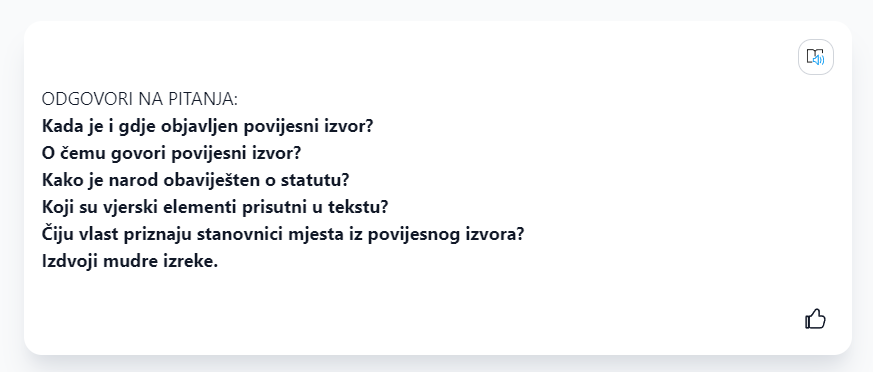 ODGOVORI NA PITANJA:
Kada je i gdje objavljen povijesni izvor?
O čemu govori povijesni izvor?
Kako je narod obaviješten o statutu?
Koji su vjerski elementi prisutni u tekstu?
Čiju vlast priznaju stanovnici mjesta iz povijesnog izvora?
Izdvoji mudre izreke.